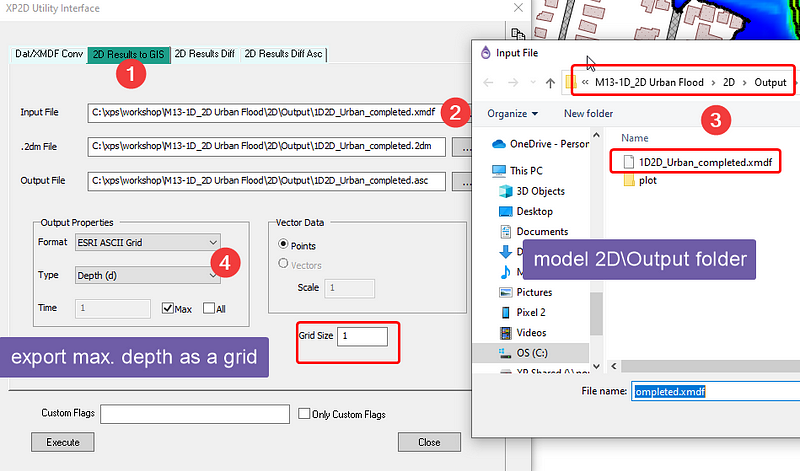 XP2D Utility Interface
Dat/XMDF Conv
2D Results to GIS
2D Results Diff
2D Results Diff Asc
1
Input File
C:\xps\workshop\M13-1D_2D Urban Flood\2D\Output\1D2D_Urban_completed.xmdf
2
.2dm File
C:\xps\workshop\M13-1D_2D Urban Flood\2D\Output\1D2D_Urban_completed.2dm
...
Output File
C:\xps\workshop\M13-1D_2D Urban Flood\2D\Output\1D2D_Urban_completed.asc
...
Output Properties
Format
ESRI ASCII Grid
4
Type
Depth (d)
Time
1
Max
All
Vector Data
Points
Vectors
Scale
1
Grid Size
1
export max. depth as a grid
Custom Flags
Only Custom Flags
Execute
Close
Input File
« M13-1D_2D Urban Flood > 2D > Output
3
Organize
New folder
OneDrive - Person
This PC
3D Objects
Desktop
Documents
Pictures
Pixel 2
Videos
OS (C:)
Name
1D2D_Urban_completed.xmdf
plot
model 2D\Output folder
File name:
ompleted.xmdf